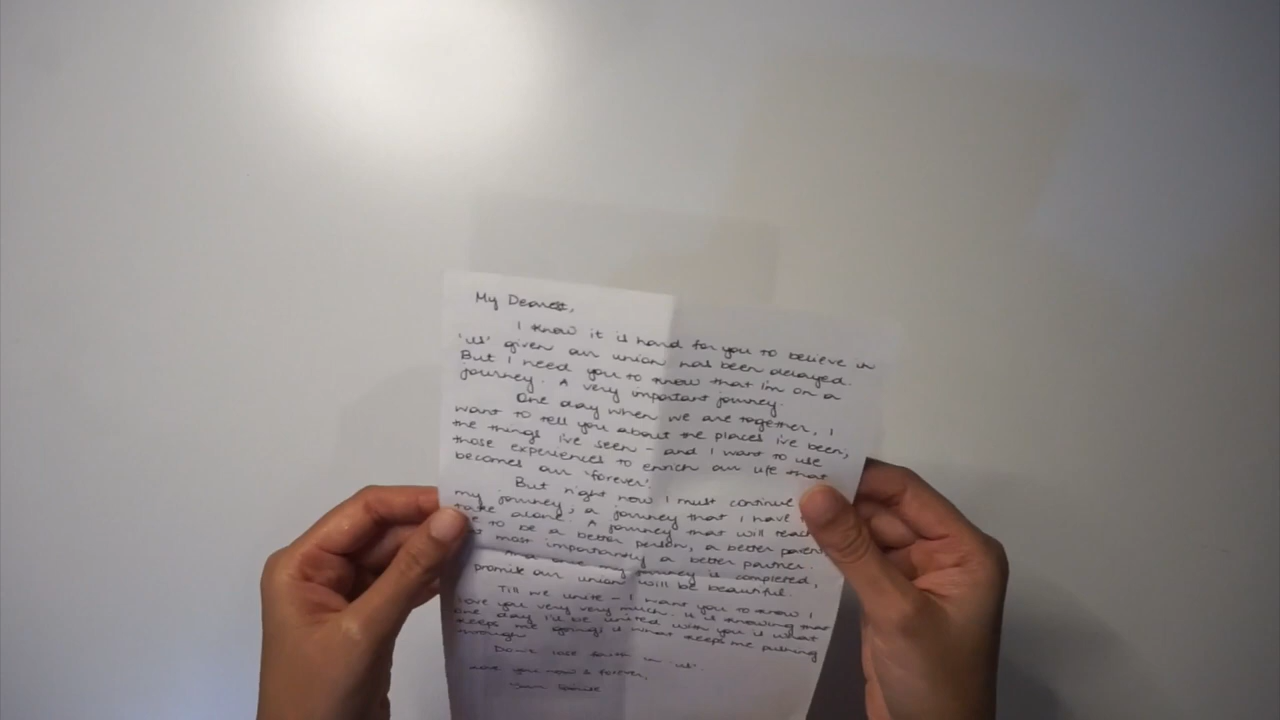 My Dearest,
I know it is hard for you to believe in
'us' given our union has been delayed.
But I need you to know that I'm on a
journey. A very important journey.
One day when we are together, I
want to tell you about the places I've been,
the things I've seen - and I want to use
those experiences to enrich our life that
becomes our 'forever'.
But right now I must continue
my journey, a journey that I have
take alone. A journey that will teach
to be a better person, a better parent
most importantly a better partner.
And once my journey is completed,
promise our union will be beautiful.
Till we unite - I want you to know I
love you very very much. It is knowing that
one day I'll be united with you is what
keeps me going; is what keeps me pushing
through
Don't lose faith in 'us'.
Love you now & forever,
Your